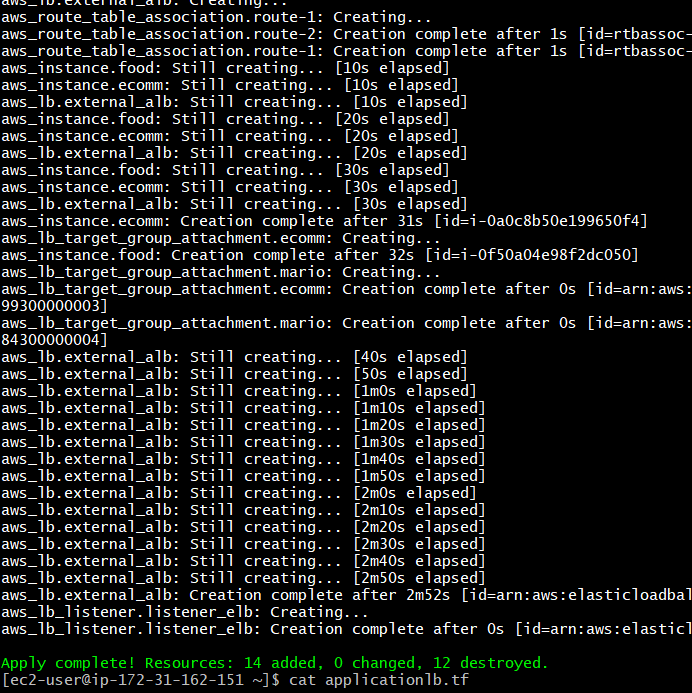 aws_lb.external_alb: Creating...
aws_route_table_association.route-1: Creating...
aws_route_table_association.route-2: Creation complete after 1s [id=rtbassoc-
aws_route_table_association.route-1: Creation complete after 1s [id=rtbassoc-
aws_instance.food: Still creating... [10s elapsed]
aws_instance.ecomm: Still creating... [10s elapsed]
aws_lb.external_alb: Still creating... [10s elapsed]
aws_instance.food: Still creating... [20s elapsed]
aws_instance.ecomm: Still creating... [20s elapsed]
aws_lb.external_alb: Still creating... [20s elapsed]
aws_instance.food: Still creating... [30s elapsed]
aws_instance.ecomm: Still creating... [30s elapsed]
aws_lb.external_alb: Still creating... [30s elapsed]
aws_instance.ecomm: Creation complete after 31s [id=i-0a0c8b50e199650f4]
aws_lb_target_group_attachment.ecomm: Creating...
aws_instance.food: Creation complete after 32s [id=i-0f50a04e98f2dc050]
aws_lb_target_group_attachment.mario: Creating...
aws_lb_target_group_attachment.ecomm: Creation complete after 0s [id=arn:aws:
99300000003]
aws_lb_target_group_attachment.mario: Creation complete after 0s [id=arn:aws:
84300000004]
aws_lb.external_alb: Still creating... [40s elapsed]
aws_lb.external_alb: Still creating... [50s elapsed]
aws_lb.external_alb: Still creating... [1m0s elapsed]
aws_lb.external_alb: Still creating... [1m10s elapsed]
aws_lb.external_alb: Still creating... [1m20s elapsed]
aws_lb.external_alb: Still creating... [1m30s elapsed]
aws_lb.external_alb: Still creating... [1m40s elapsed]
aws_lb.external_alb: Still creating... [1m50s elapsed]
aws_lb.external_alb: Still creating... [2m0s elapsed]
aws_lb.external_alb: Still creating... [2m10s elapsed]
aws_lb.external_alb: Still creating... [2m20s elapsed]
aws_lb.external_alb: Still creating... [2m30s elapsed]
aws_lb.external_alb: Still creating... [2m40s elapsed]
aws_lb.external_alb: Still creating... [2m50s elapsed]
aws_lb.external_alb: Creation complete after 2m52s [id=arn:aws:elasticloadbal
aws_lb_listener.listener_elb: Creating...
aws_lb_listener.listener_elb: Creation complete after 0s [id=arn:aws:elasticl
Apply complete! Resources: 14 added, 0 changed, 12 destroyed.
[ec2-user@ip-172-31-162-151 ~]$ cat applicationlb.tf